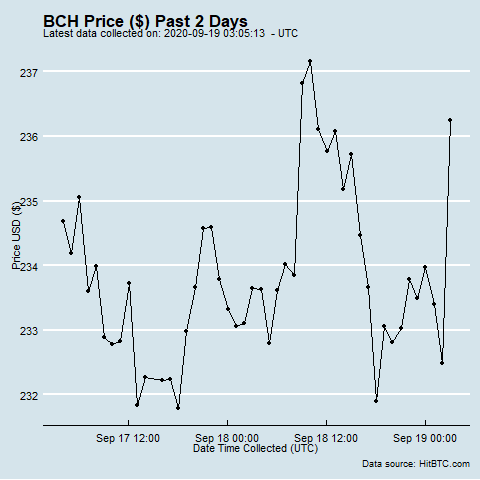 BCH Price ($) Past 2 Days
Latest data collected on: 2020-09-19 03:05:13  - UTC
237
236
235
234
233
232
Price USD ($)
Sep 17 12:00 Sep 18 00:00 Sep 18 12:00 Sep 19 00:00
Date Time Collected (UTC)
Data source: HitBTC.com